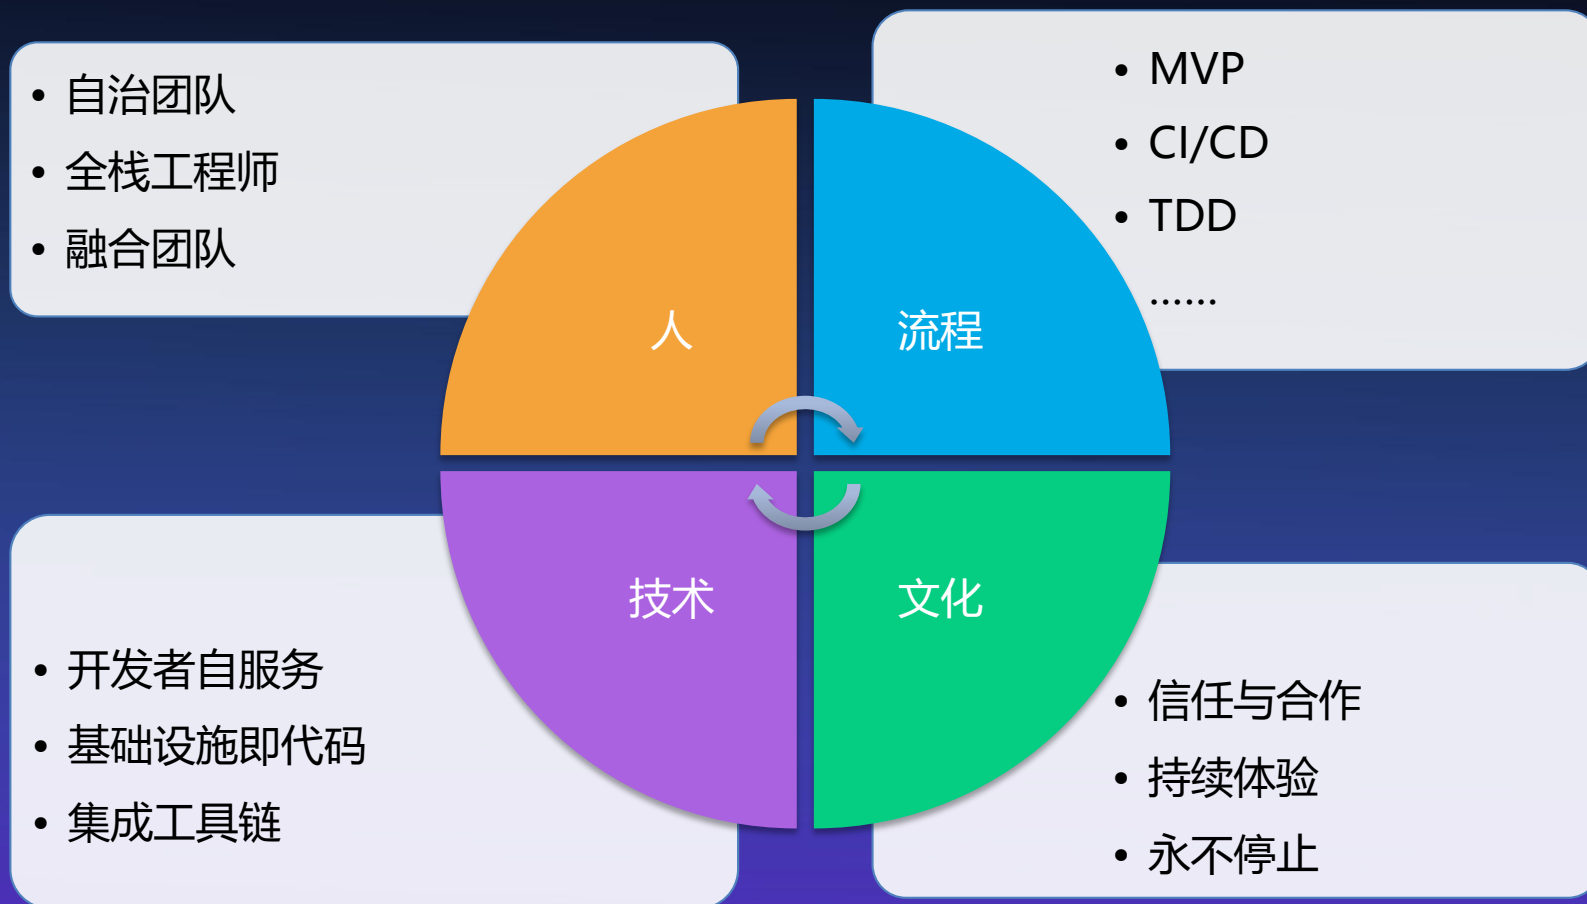 • 自治团队
• 全栈工程师
• 融合团队
• MVP
• CI/CD
• TDD
……
人
流程
技术
文化
• 开发者自服务
• 基础设施即代码
• 集成工具链
• 信任与合作
• 持续体验
• 永不停止